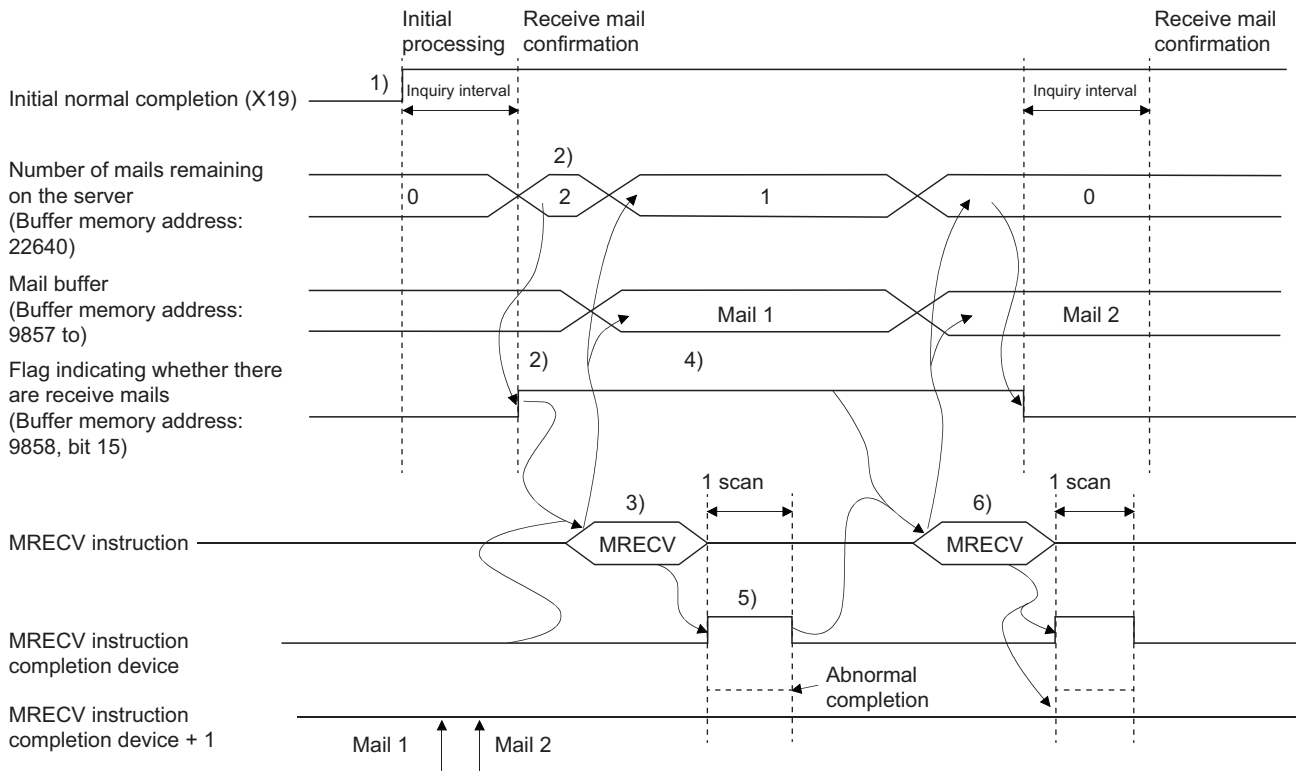 Initial
processing
Receive mail
confirmation
Receive mail
confirmation
1)
Initial normal completion (X19)
Inquiry interval
Inquiry interval
Number of mails remaining
on the server
(Buffer memory address:
22640)
2)
0
2
1
0
Mail buffer
(Buffer memory address:
9857 to)
Mail 1
Mail 2
Flag indicating whether there
are receive mails
(Buffer memory address:
9858, bit 15)
2)
4)
3)
1 scan
6)
1 scan
MRECV instruction
MRECV
MRECV
5)
MRECV instruction
completion device
Abnormal
completion
MRECV instruction
completion device + 1
Mail 1
Mail 2